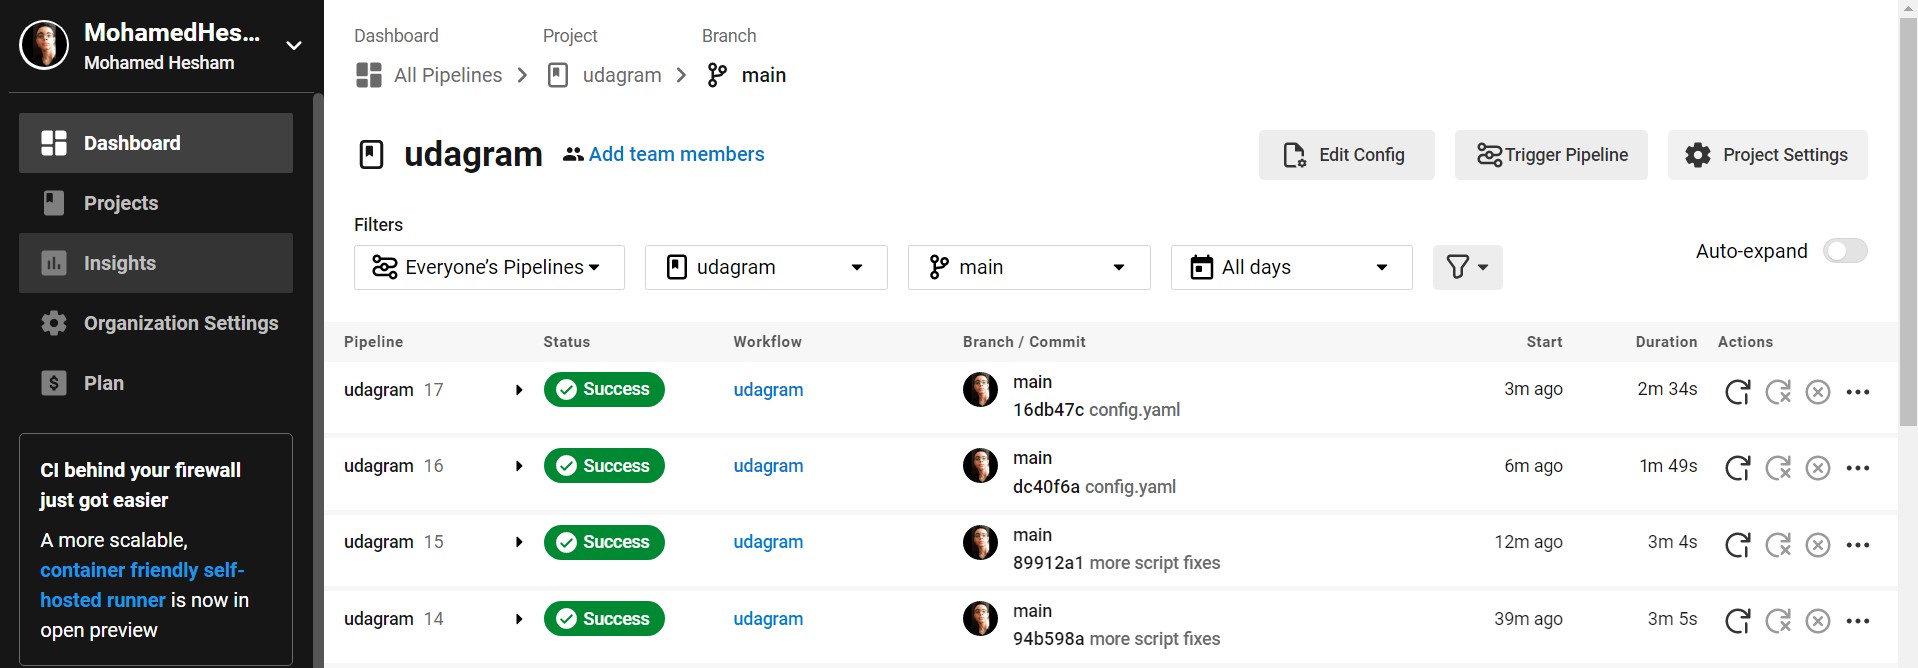 MohamedHes...
Mohamed Hesham
Dashboard
Projects
Insights
Organization Settings
Plan
CI behind your firewall
just got easier
A more scalable,
container friendly self-
hosted runner is now in
open preview
Dashboard Project Branch
All Pipelines udagram main
udagram Add team members Edit Config Trigger Pipeline Project Settings
Filters
Everyone’s Pipelines udagram main All days Auto-expand
Pipeline Status Workflow Branch / Commit Start Duration Actions
udagram 17 Success udagram main 3m ago 2m 34s
16db47c config.yaml
udagram 16 Success udagram main 6m ago 1m 49s
dc40f6a config.yaml
udagram 15 Success udagram main 12m ago 3m 4s
89912a1 more script fixes
udagram 14 Success udagram main 39m ago 3m 5s
94b598a more script fixes